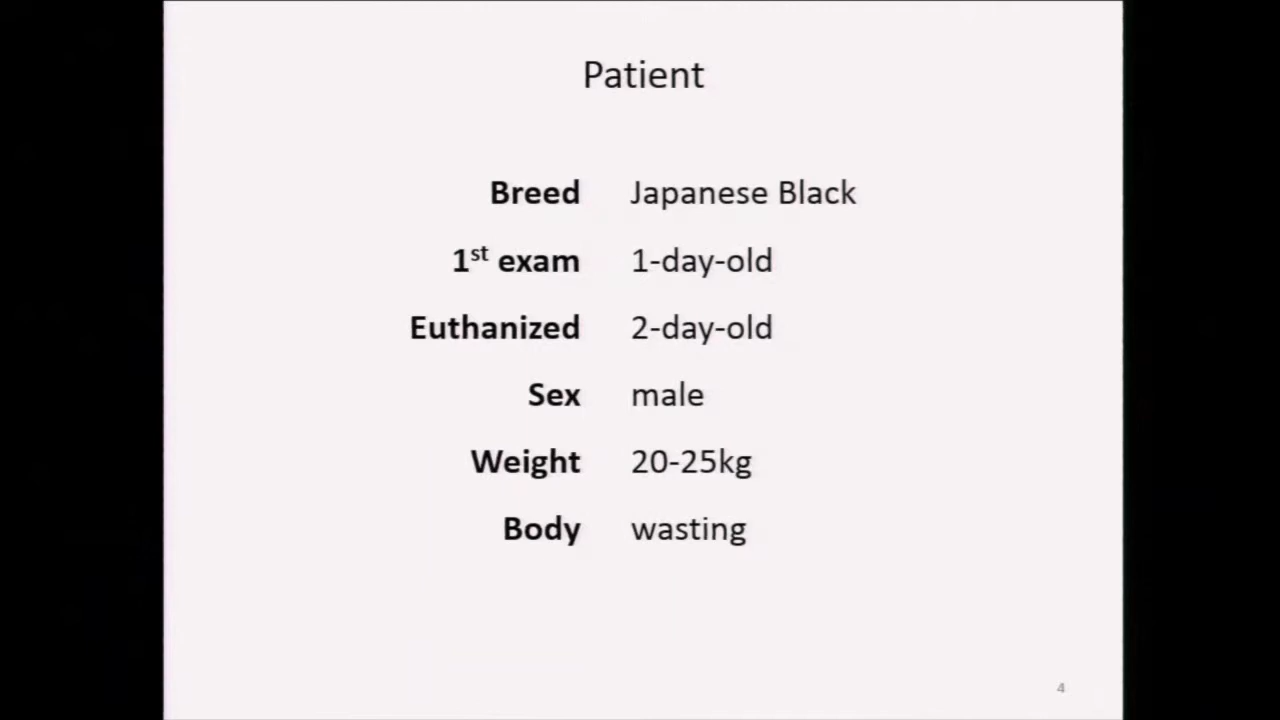 Patient
Breed Japanese Black
1st exam 1-day-old
Euthanized 2-day-old
Sex male
Weight 20-25kg
Body wasting
4